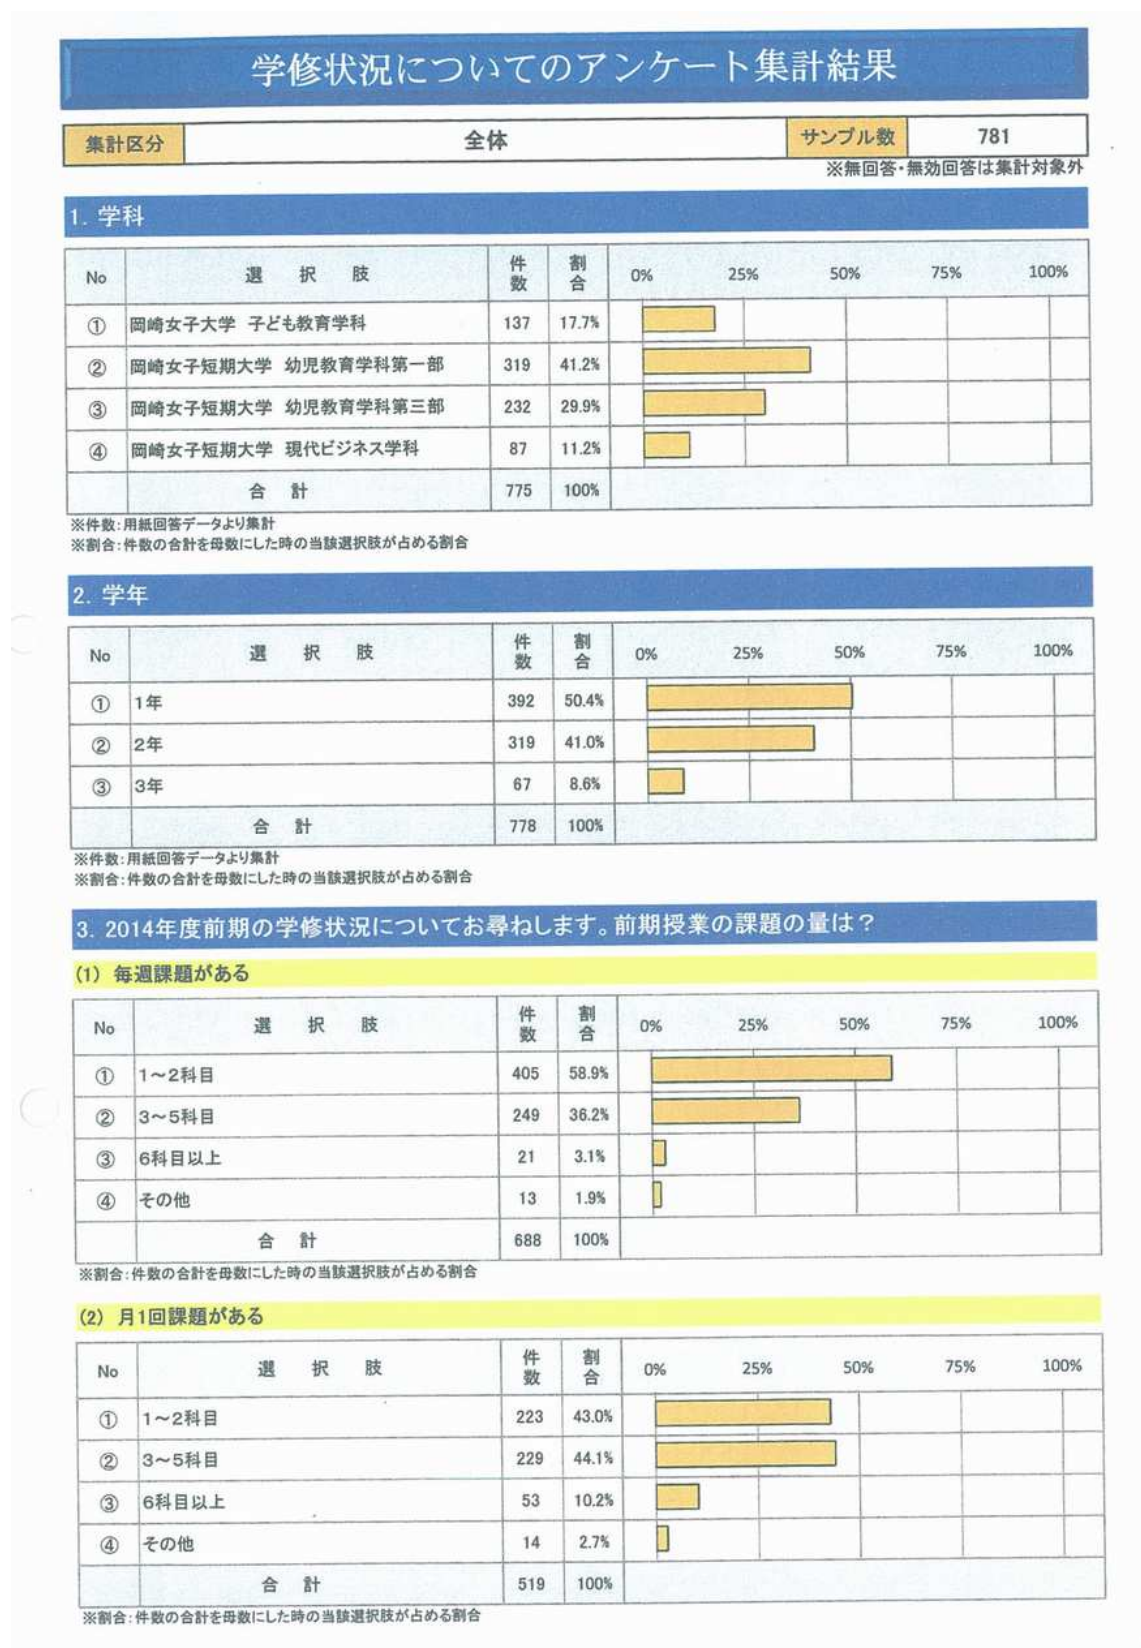 学修状況についてのアンケート集計結果
集計区分 全体 サンプル数 781
※無回答・無効回答は集計対象外
1. 学科
No 選択肢 件数 割合 0% 25% 50% 75% 100%
① 岡崎女子大学 子ども教育学科 137 17.7%
② 岡崎女子短期大学 幼児教育学科第一部 319 41.2%
③ 岡崎女子短期大学 幼児教育学科第三部 232 29.9%
④ 岡崎女子短期大学 現代ビジネス学科 87 11.2%
合計 775 100%
※件数:用紙回答データより集計
※割合:件数の合計を母数にした時の当該選択肢が占める割合
2. 学年
No 選択肢 件数 割合 0% 25% 50% 75% 100%
① 1年 392 50.4%
② 2年 319 41.0%
③ 3年 67 8.6%
合計 778 100%
※件数:用紙回答データより集計
※割合:件数の合計を母数にした時の当該選択肢が占める割合
3. 2014年度前期の学修状況についてお尋ねします。前期授業の課題の量は?
(1) 毎週課題がある
No 選択肢 件数 割合 0% 25% 50% 75% 100%
① 1~2科目 405 58.9%
② 3~5科目 249 36.2%
③ 6科目以上 21 3.1%
④ その他 13 1.9%
合計 688 100%
※割合:件数の合計を母数にした時の当該選択肢が占める割合
(2) 月1回課題がある
No 選択肢 件数 割合 0% 25% 50% 75% 100%
① 1~2科目 223 43.0%
② 3~5科目 229 44.1%
③ 6科目以上 53 10.2%
④ その他 14 2.7%
合計 519 100%
※割合:件数の合計を母数にした時の当該選択肢が占める割合